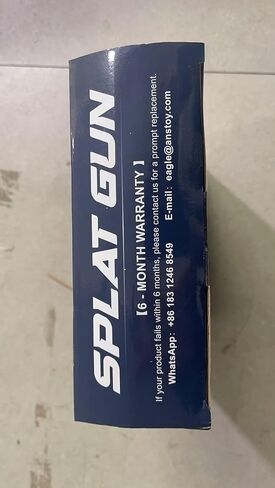 SPLAT GUN
【6 - MONTH WARRANTY】
If your product fails within 6 months, please contact us for a prompt replacement.
WhatsApp: +86 183 1246 8549 E-mail: eagle@anstoy.com